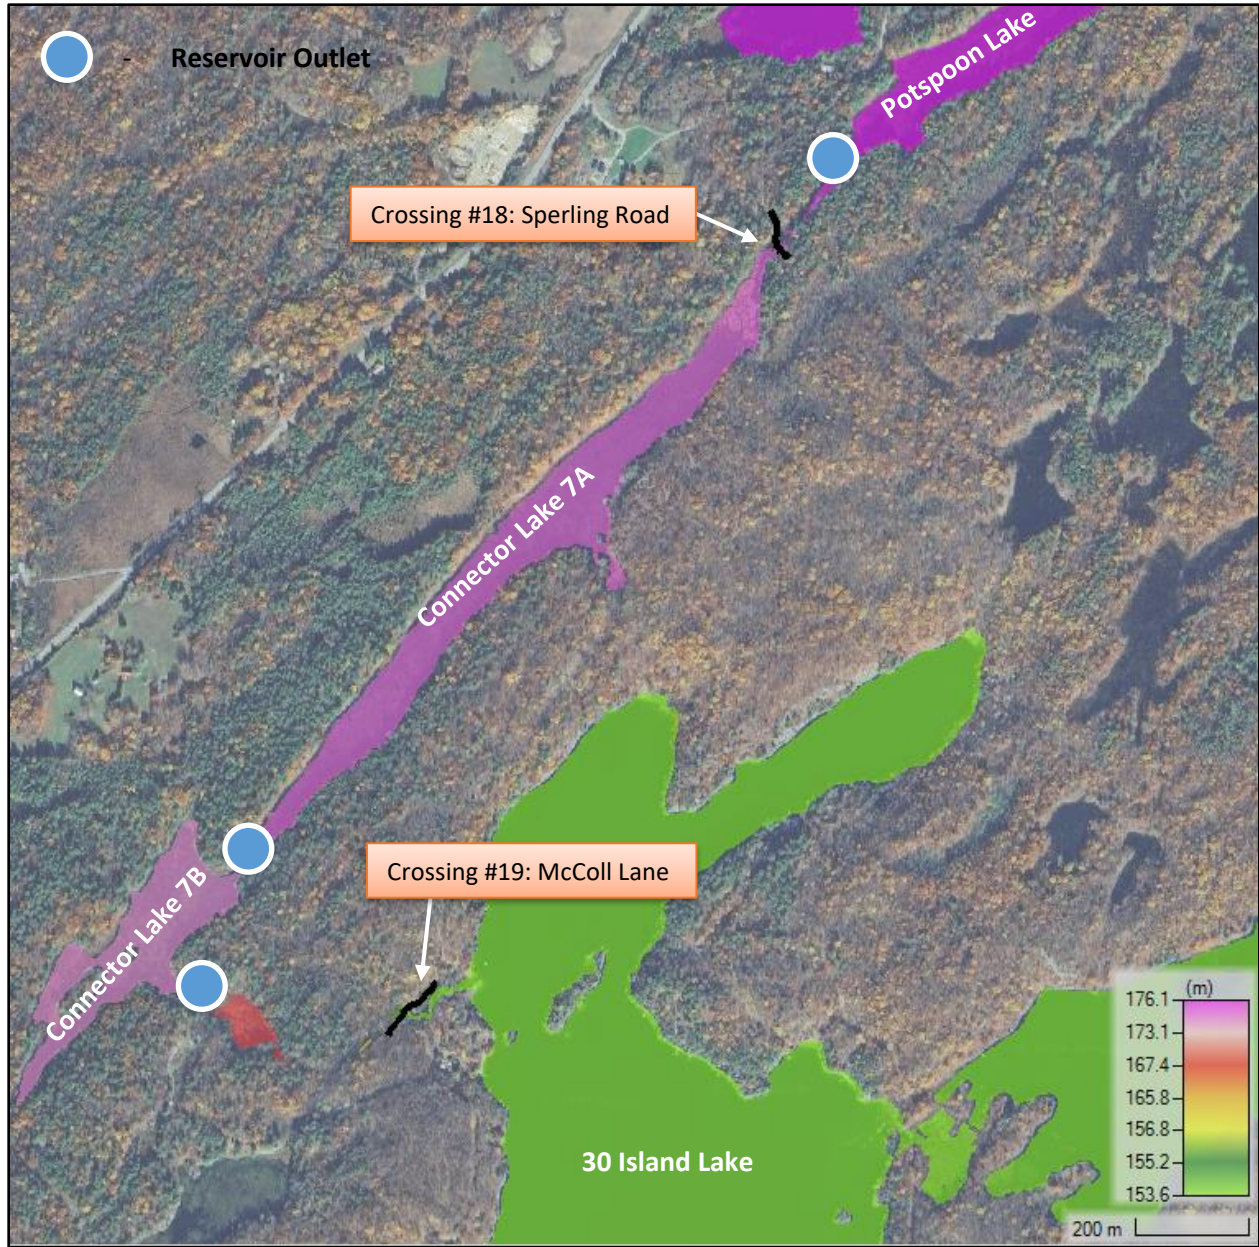 - Reservoir Outlet
Potspoon Lake
Crossing #18: Sperling Road
Connector Lake 7A
Crossing #19: McColl Lane
Connector Lake 7B
30 Island Lake
(m)
176.1
173.1
167.4
165.8
156.8
155.2
153.6
200 m